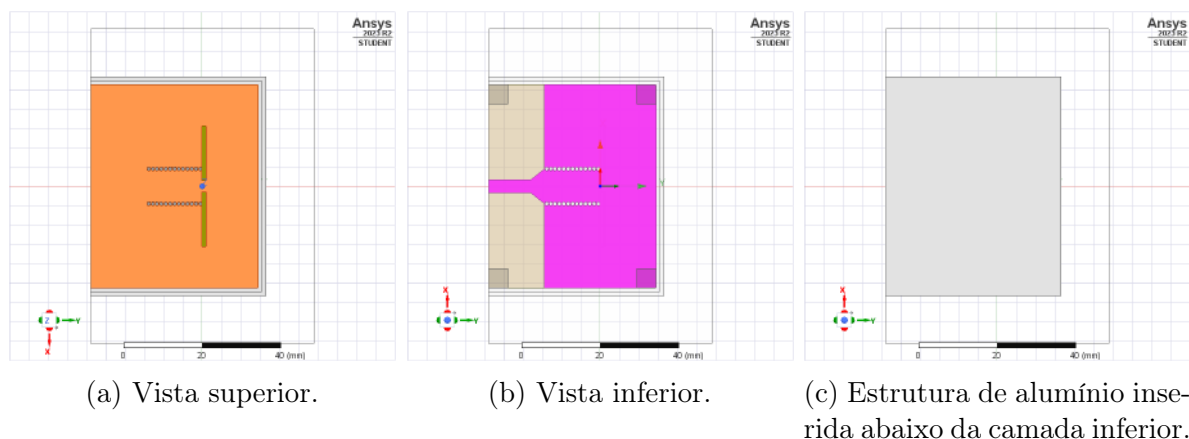 Ansys
2023 R2
STUDENT
Z
Y
X
0
20
40 (mm)
(a) Vista superior.
Ansys
2023 R2
STUDENT
Y
X
Y
0
20
40 (mm)
(b) Vista inferior.
Ansys
2023 R2
STUDENT
X
Y
0
20
40 (mm)
(c) Estrutura de alumínio inse-
rida abaixo da camada inferior.